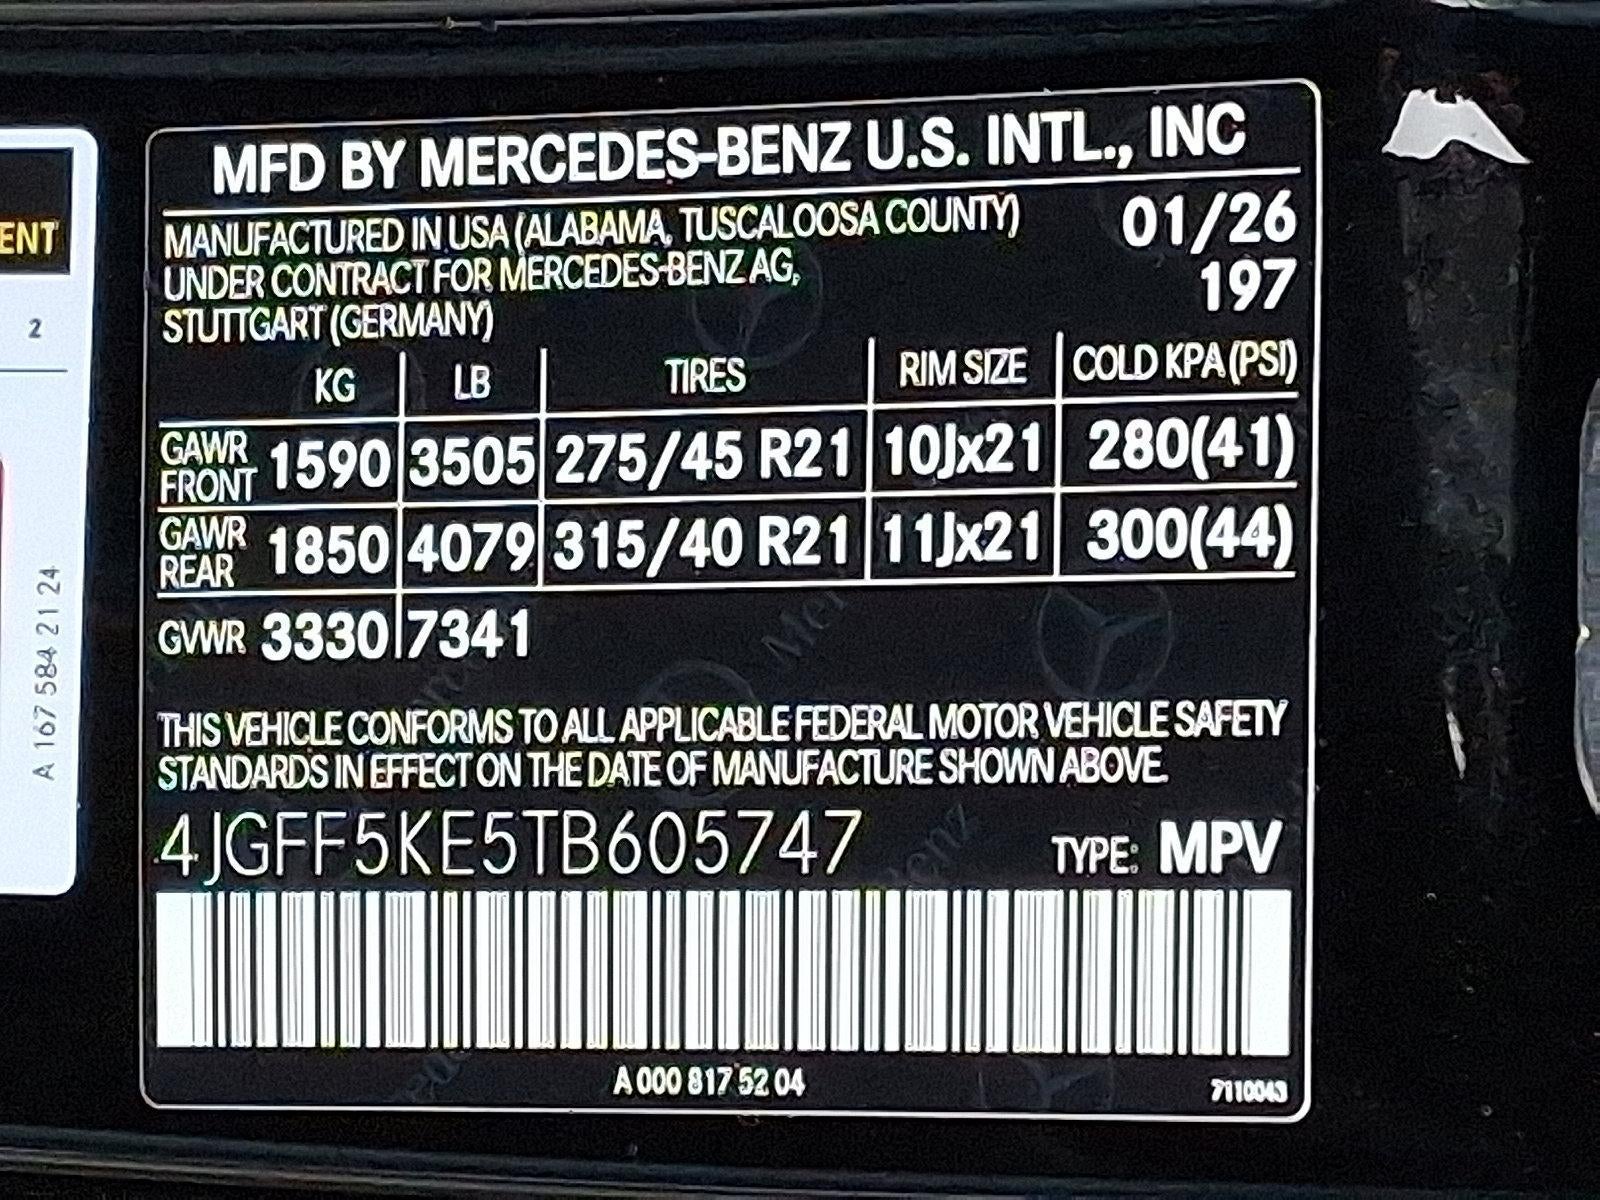 MFD BY MERCEDES-BENZ U.S. INTL., INC
MANUFACTURED IN USA (ALABAMA, TUSCALOOSA COUNTY)
UNDER CONTRACT FOR MERCEDES-BENZ AG,
STUTTGART (GERMANY)
01/26
197
KG LB TIRES RIM SIZE COLD KPA (PSI)
GAWR FRONT 1590 3505 275/45 R21 10Jx21 280(41)
GAWR REAR 1850 4079 315/40 R21 11Jx21 300(44)
GVWR 3330 7341
THIS VEHICLE CONFORMS TO ALL APPLICABLE FEDERAL MOTOR VEHICLE SAFETY
STANDARDS IN EFFECT ON THE DATE OF MANUFACTURE SHOWN ABOVE.
4JGFF5KE5TB605747 TYPE: MPV
A 000 817 52 04
7110043
ENT
2
A 167 584 21 24